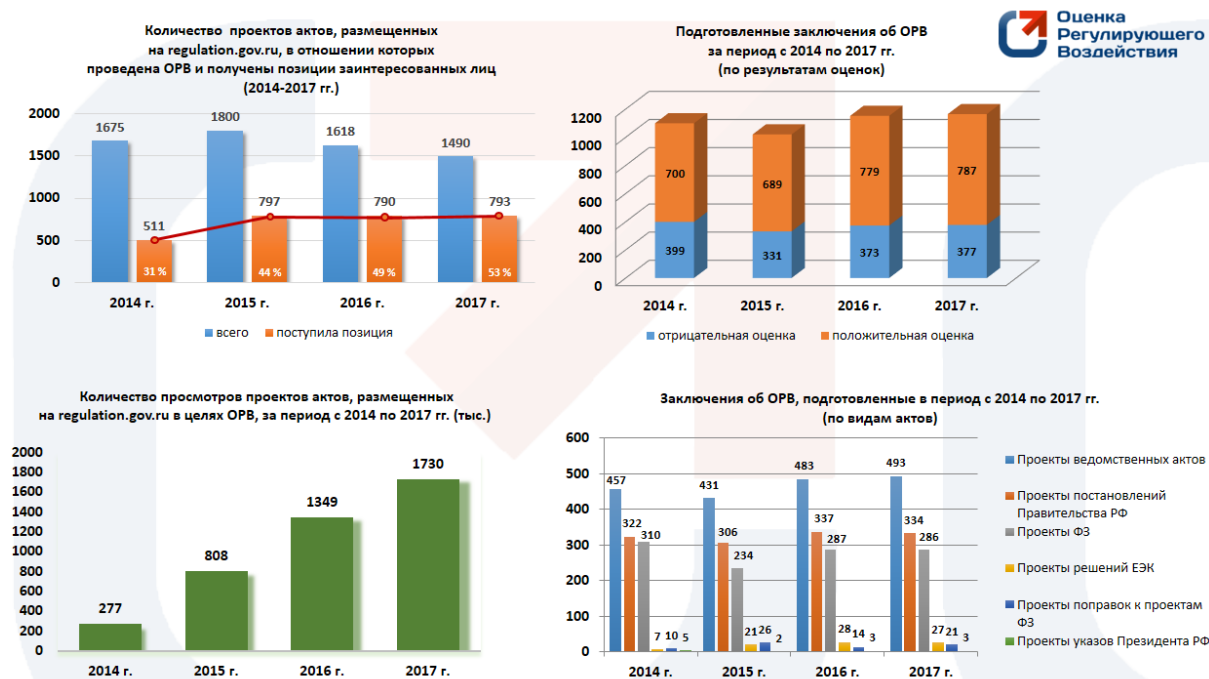 Количество проектов актов, размещенных
на regulation.gov.ru, в отношении которых
проведена ОРВ и получены позиции заинтересованных лиц
(2014-2017 гг.)
2000
1500
1000
500
0
1675
1800
1618
1490
511
797
790
793
31 %
44 %
49 %
53 %
2014 г.
2015 г.
2016 г.
2017 г.
всего
поступила позиция
Подготовленные заключения об ОРВ
за период с 2014 по 2017 гг.
(по результатам оценок)
Оценка
Регулирующего
Воздействия
1200
1000
800
600
400
200
0
700
689
779
787
399
331
373
377
2014 г.
2015 г.
2016 г.
2017 г.
отрицательная оценка
положительная оценка
Количество просмотров проектов актов, размещенных
на regulation.gov.ru в целях ОРВ, за период с 2014 по 2017 гг. (тыс.)
2000
1800
1600
1400
1200
1000
800
600
400
200
0
277
808
1349
1730
2014 г.
2015 г.
2016 г.
2017 г.
Заключения об ОРВ, подготовленные в период с 2014 по 2017 гг.
(по видам актов)
600
500
400
300
200
100
0
457
322
310
7
10
5
431
306
234
21
26
2
483
337
287
28
14
3
493
334
286
27
21
3
2014 г.
2015 г.
2016 г.
2017 г.
Проекты ведомственных актов
Проекты постановлений
Правительства РФ
Проекты ФЗ
Проекты решений ЕЭК
Проекты поправок к проектам
ФЗ
Проекты указов Президента РФ